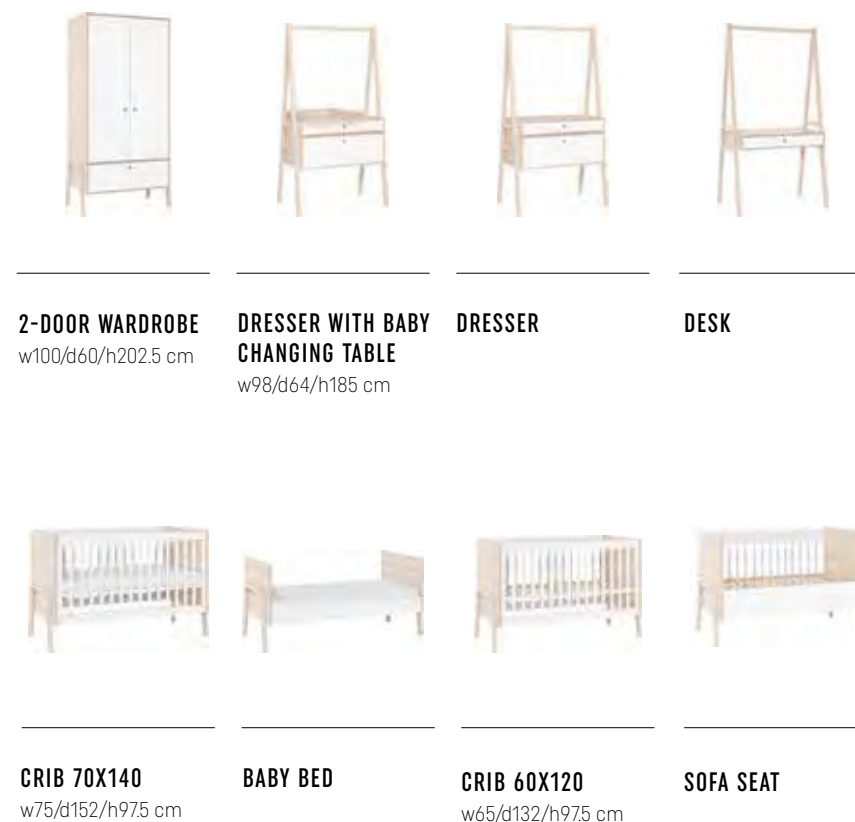 2-DOOR WARDROBE
w100/d60/h202.5 cm
DRESSER WITH BABY
CHANGING TABLE
w98/d64/h185 cm
DRESSER
DESK
CRIB 70X140
w75/d152/h97.5 cm
BABY BED
CRIB 60X120
w65/d132/h97.5 cm
SOFA SEAT